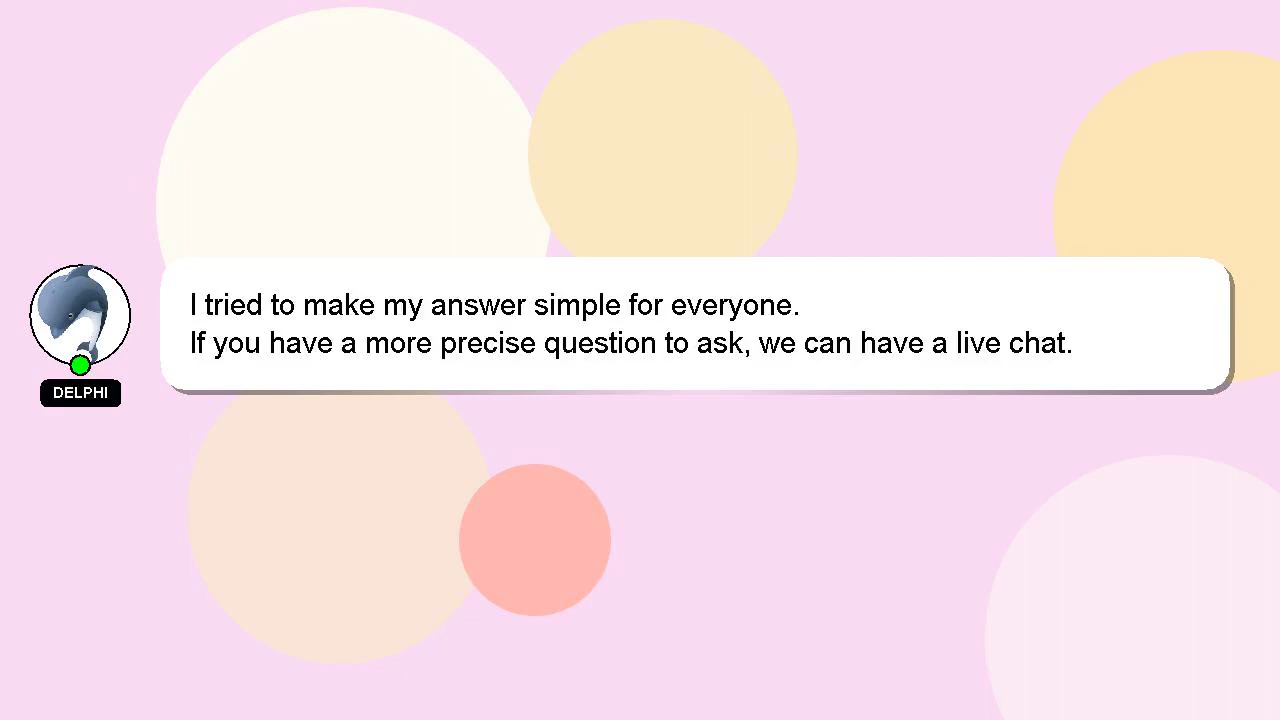 I tried to make my answer simple for everyone.
If you have a more precise question to ask, we can have a live chat.
DELPHI